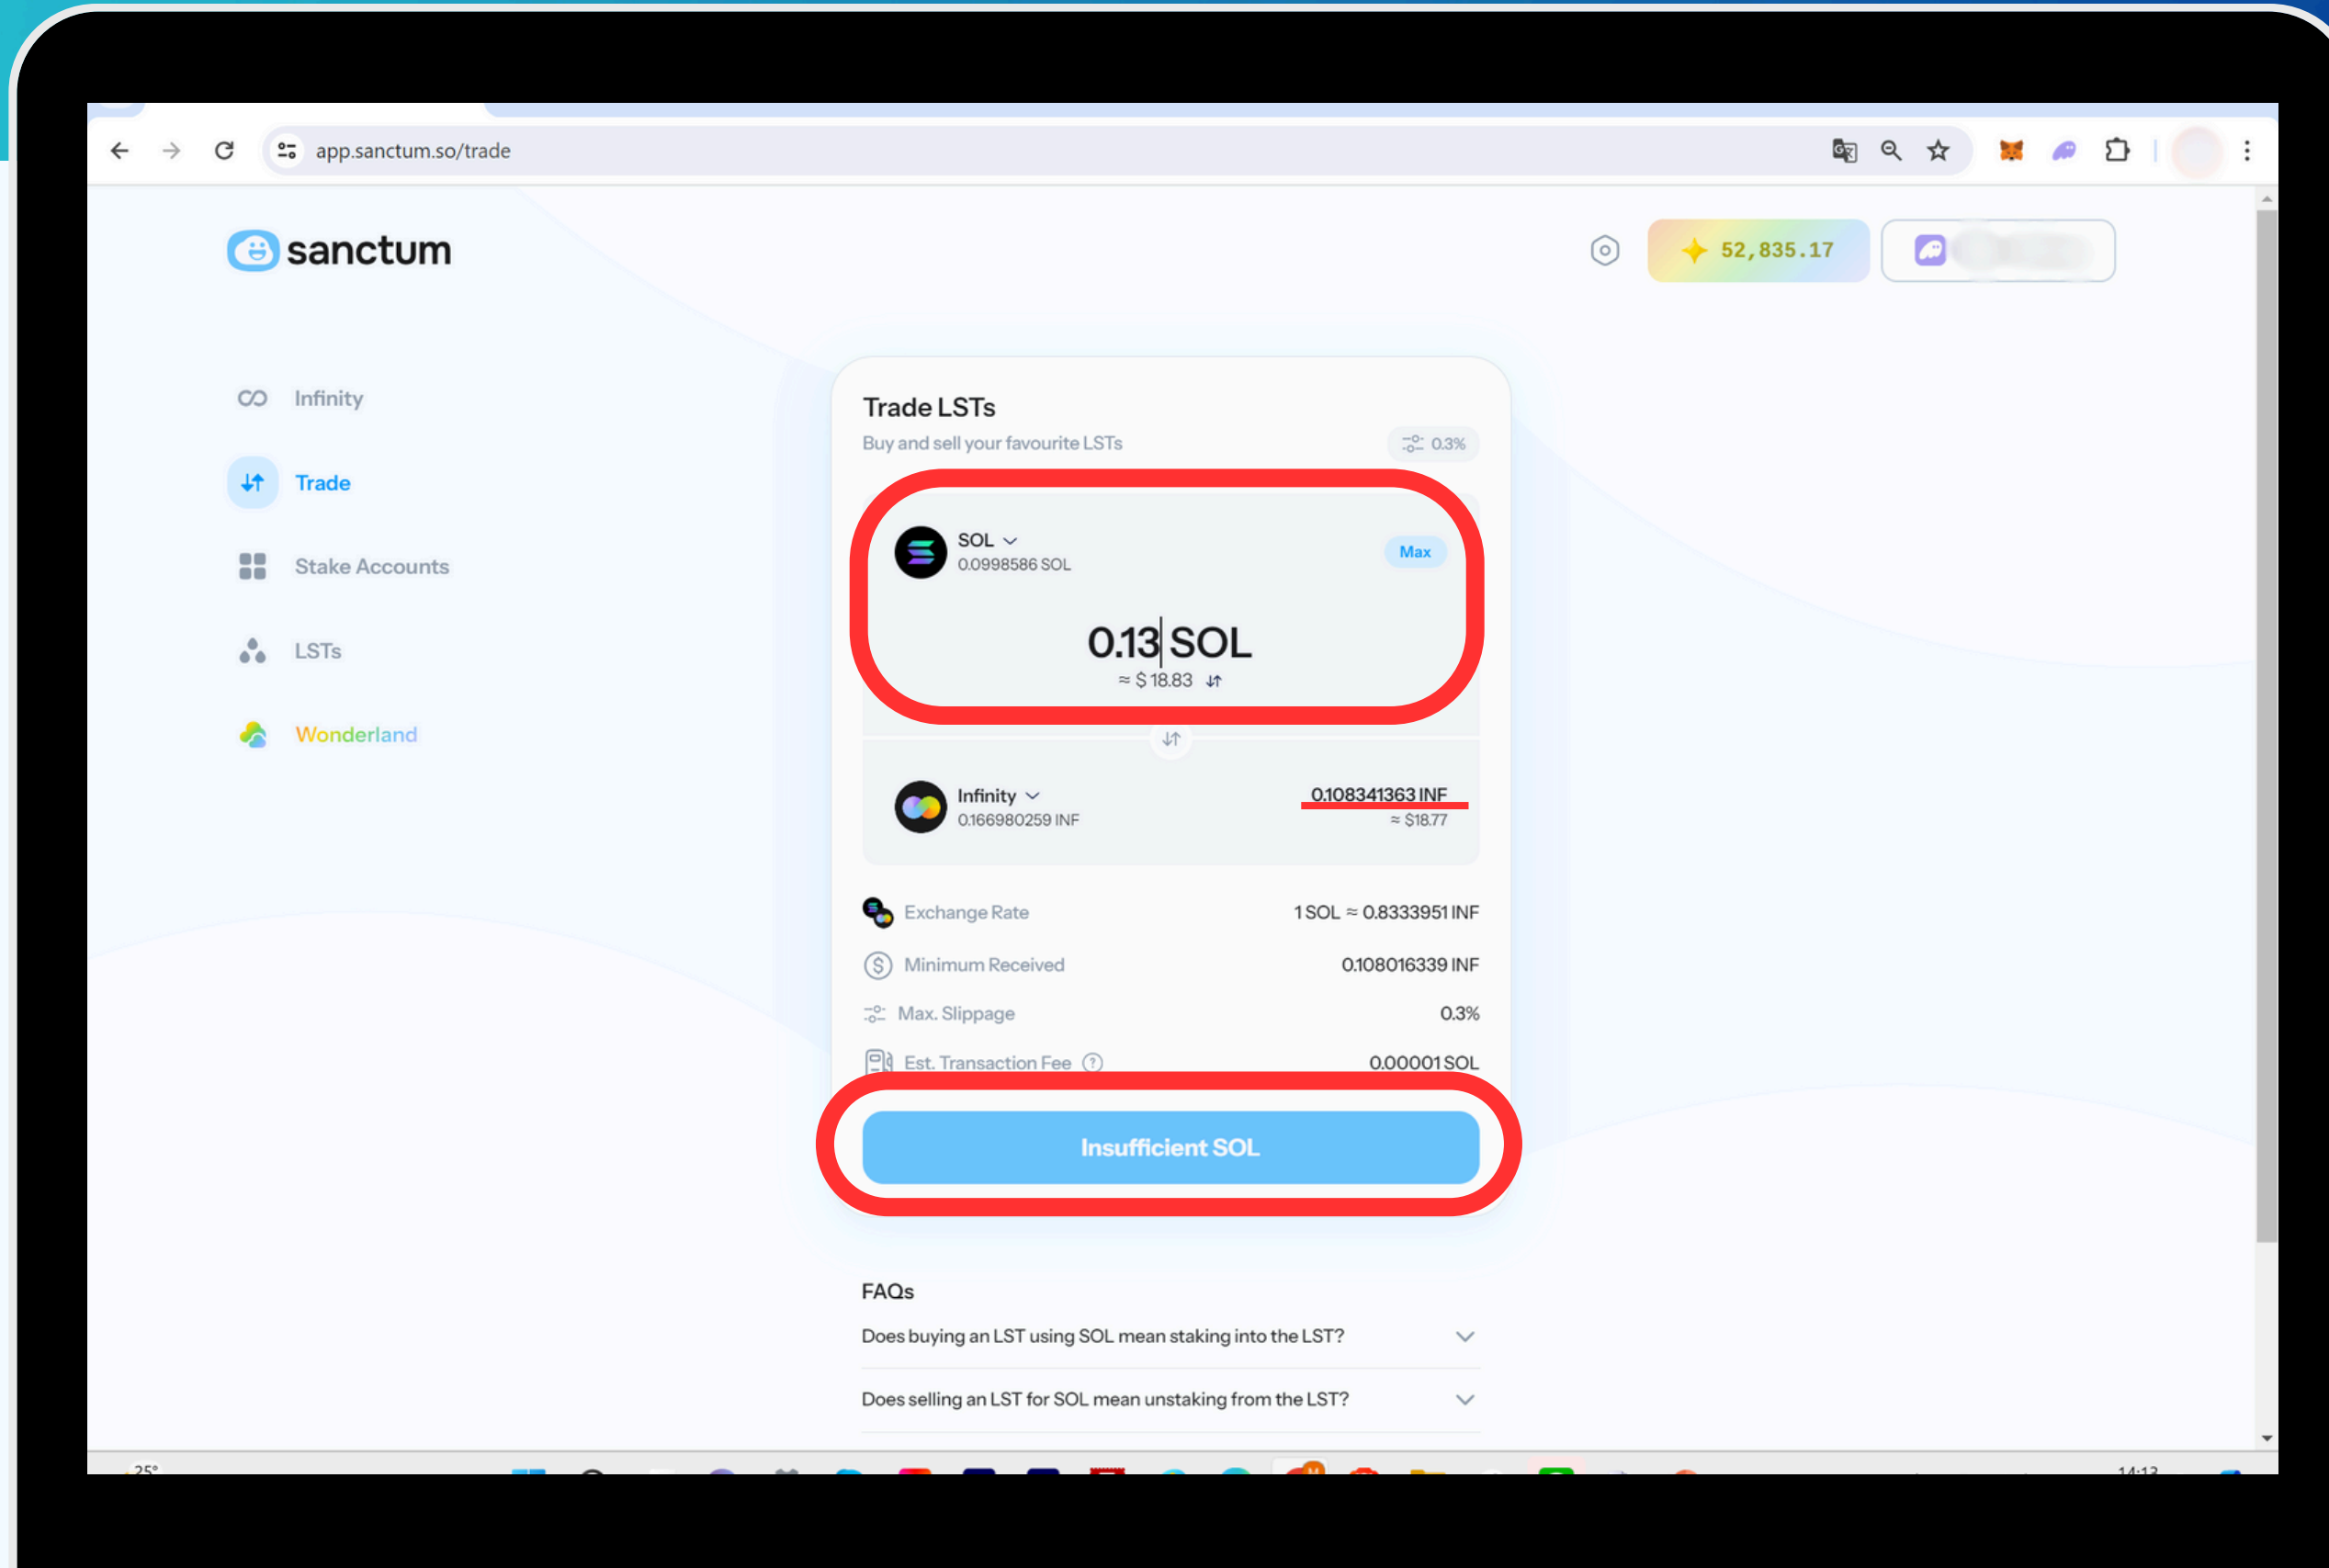 app.sanctum.so/trade
sanctum
52,835.17
Infinity
Trade
Stake Accounts
LSTs
Wonderland
Trade LSTs
Buy and sell your favourite LSTs
0.3%
SOL
0.0998586 SOL
Max
0.13 SOL
≈ $ 18.83
Infinity
0.166980259 INF
0.108341363 INF
≈ $18.77
Exchange Rate
1 SOL ≈ 0.8333951 INF
Minimum Received
0.108016339 INF
Max. Slippage
0.3%
Est. Transaction Fee
0.00001 SOL
Insufficient SOL
FAQs
Does buying an LST using SOL mean staking into the LST?
Does selling an LST for SOL mean unstaking from the LST?
25°
14:13